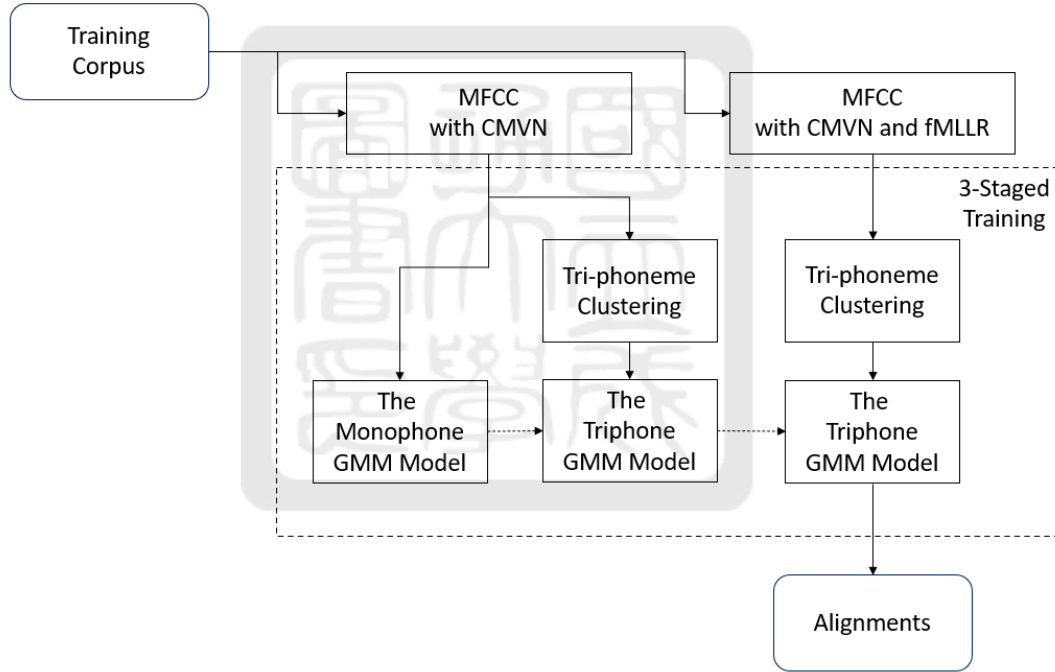 Training
Corpus
MFCC
with CMVN
MFCC
with CMVN and fMLLR
3-Staged
Training
Tri-phoneme
Clustering
Tri-phoneme
Clustering
The
Monophone
GMM Model
The
Triphone
GMM Model
The
Triphone
GMM Model
Alignments